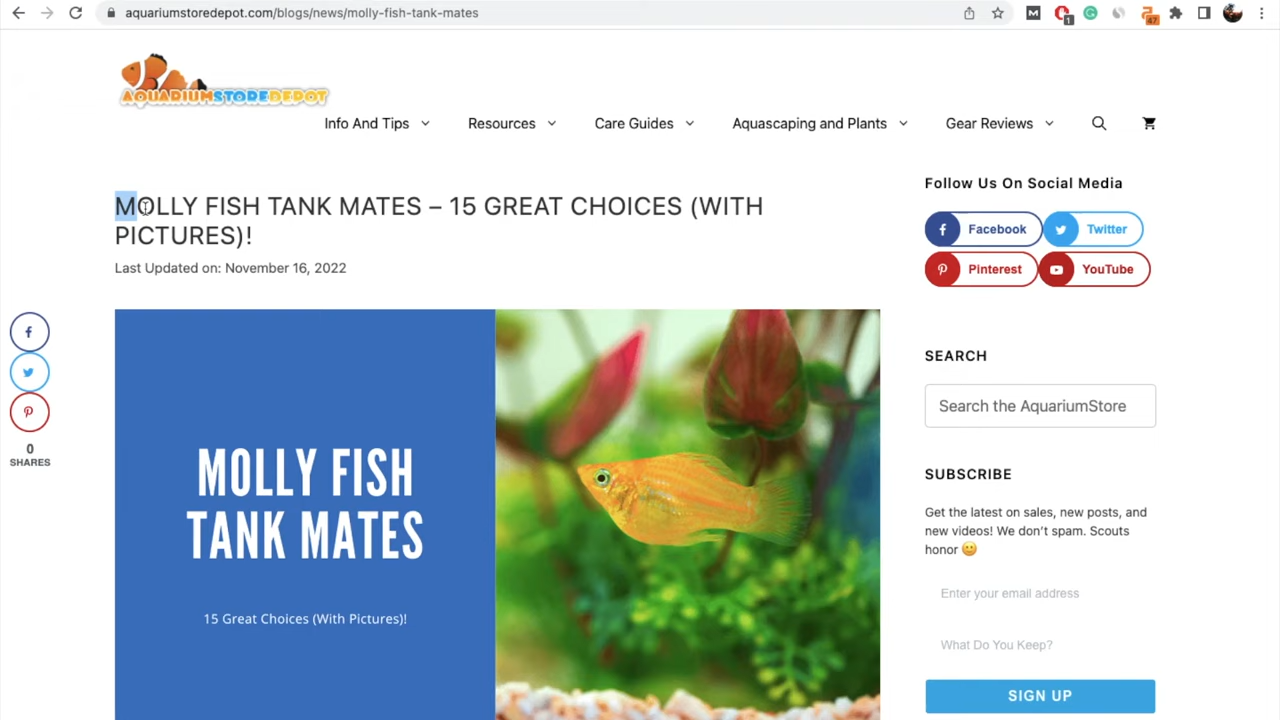 aquariumstoredepot.com/blogs/news/molly-fish-tank-mates
1
47
AQUARIUMSTOREDEPOT
Info And Tips
Resources
Care Guides
Aquascaping and Plants
Gear Reviews
MOLLY FISH TANK MATES – 15 GREAT CHOICES (WITH
PICTURES)!
Last Updated on: November 16, 2022
0
SHARES
MOLLY FISH
TANK MATES
15 Great Choices (With Pictures)!
Follow Us On Social Media
Facebook
Twitter
Pinterest
YouTube
SEARCH
Search the AquariumStore
SUBSCRIBE
Get the latest on sales, new posts, and
new videos! We don’t spam. Scouts
honor 🙂
Enter your email address
What Do You Keep?
SIGN UP